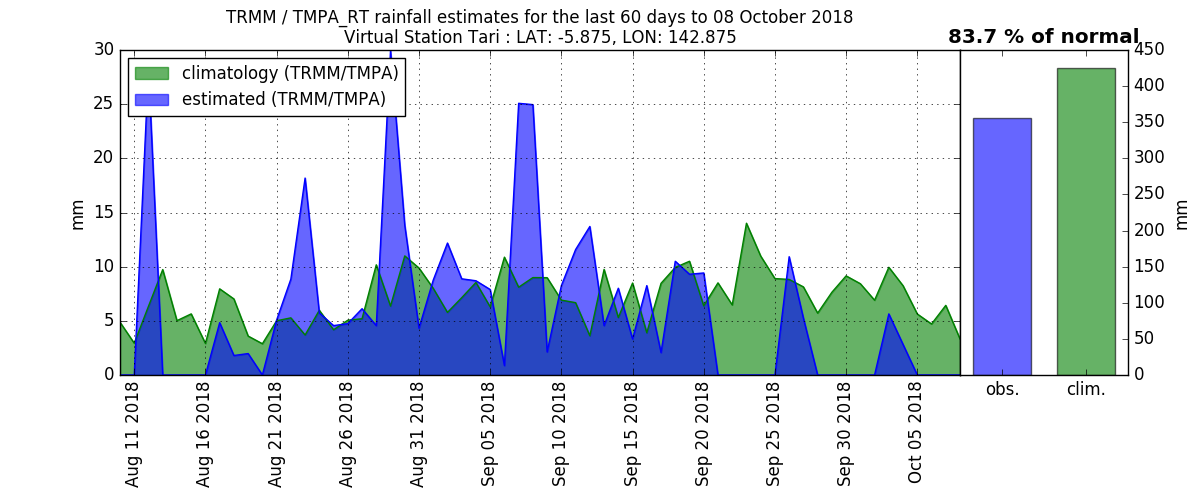 TRMM / TMPA_RT rainfall estimates for the last 60 days to 08 October 2018
Virtual Station Tari : LAT: -5.875, LON: 142.875
83.7 % of normal
climatology (TRMM/TMPA)
estimated (TRMM/TMPA)
mm
30
25
20
15
10
5
0
Aug 11 2018
Aug 16 2018
Aug 21 2018
Aug 26 2018
Aug 31 2018
Sep 05 2018
Sep 10 2018
Sep 15 2018
Sep 20 2018
Sep 25 2018
Sep 30 2018
Oct 05 2018
obs.
clim.
450
400
350
300
250
200
150
100
50
0
mm